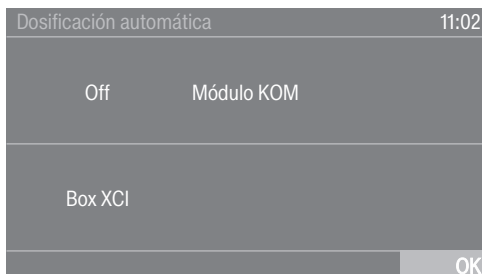 Dosificación automática 11:02
Off Módulo KOM
Box XCI
OK